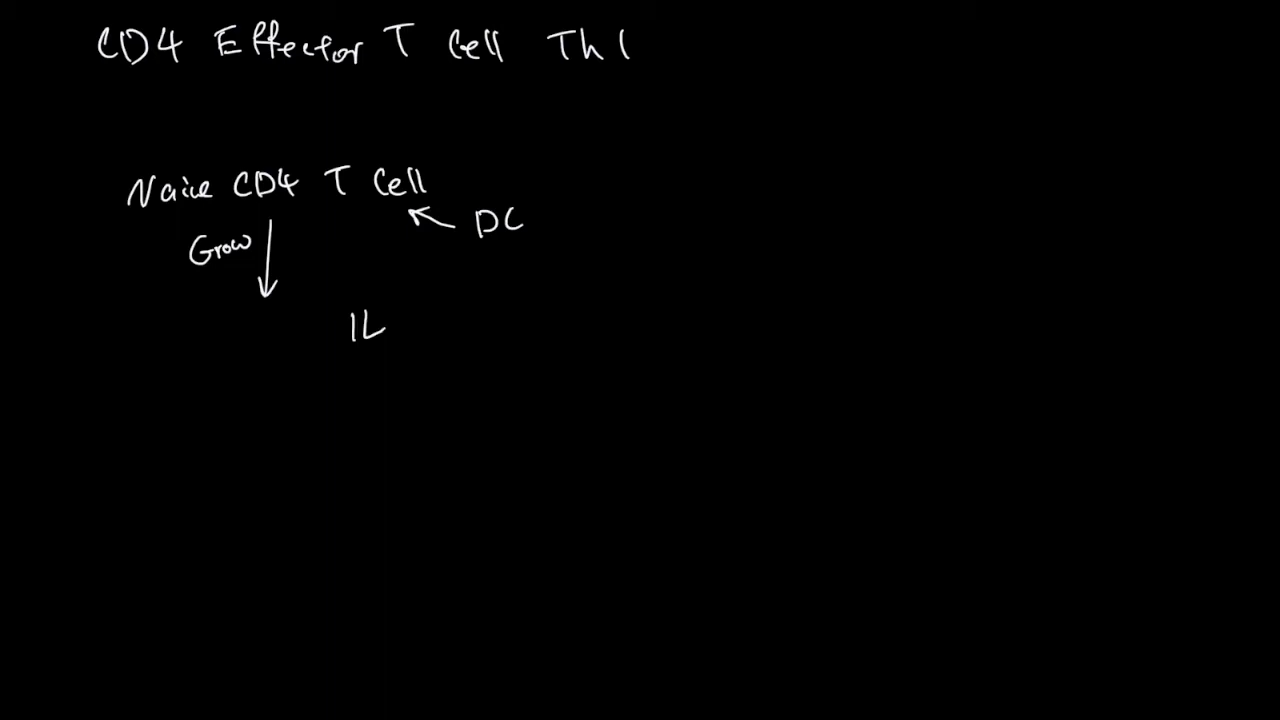 CD4 Effector T Cell Th1
Naive CD4 T Cell
DC
Grow
IL